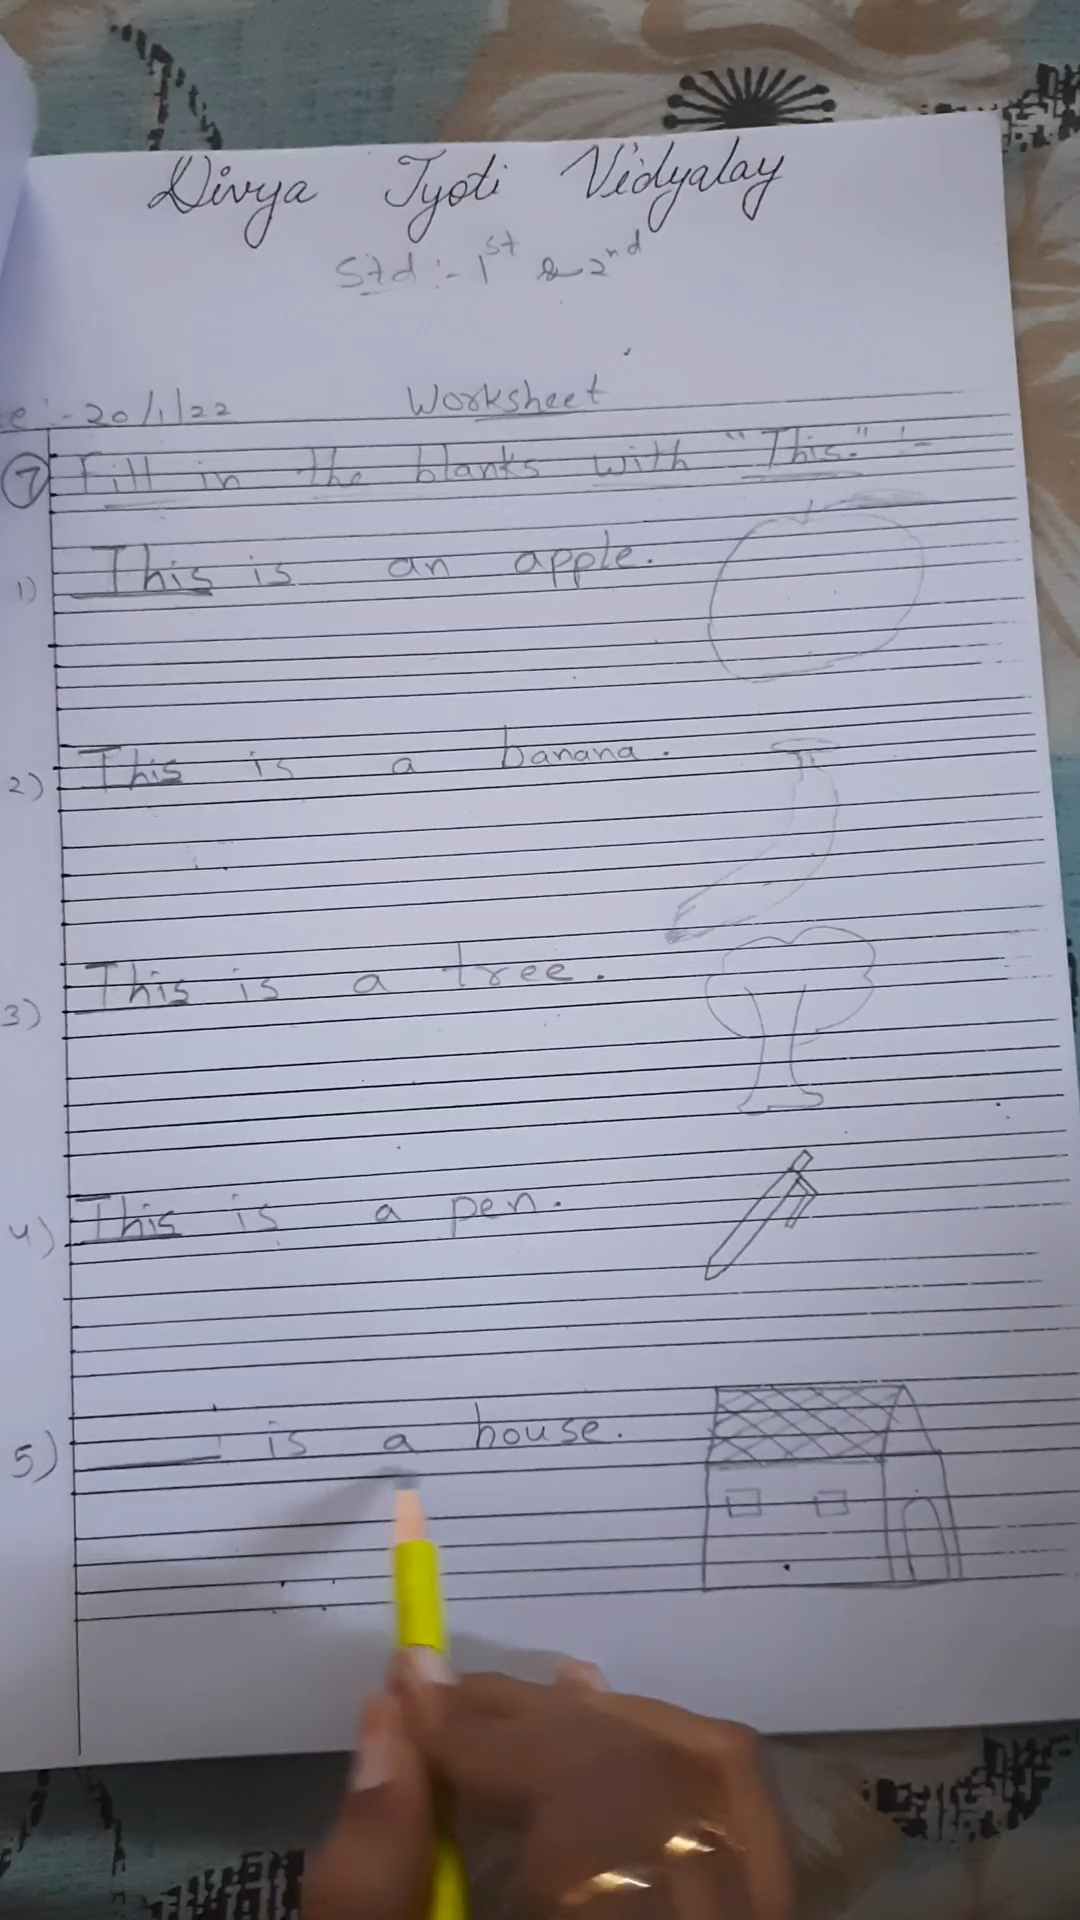 Divya Jyoti Vidyalay
Std :- 1st & 2nd
e :- 20/1/22 Worksheet
7 Fill in the blanks with "This." :-
1) This is an apple.
2) This is a banana.
3) This is a tree.
4) This is a pen.
5) ______ is a house.